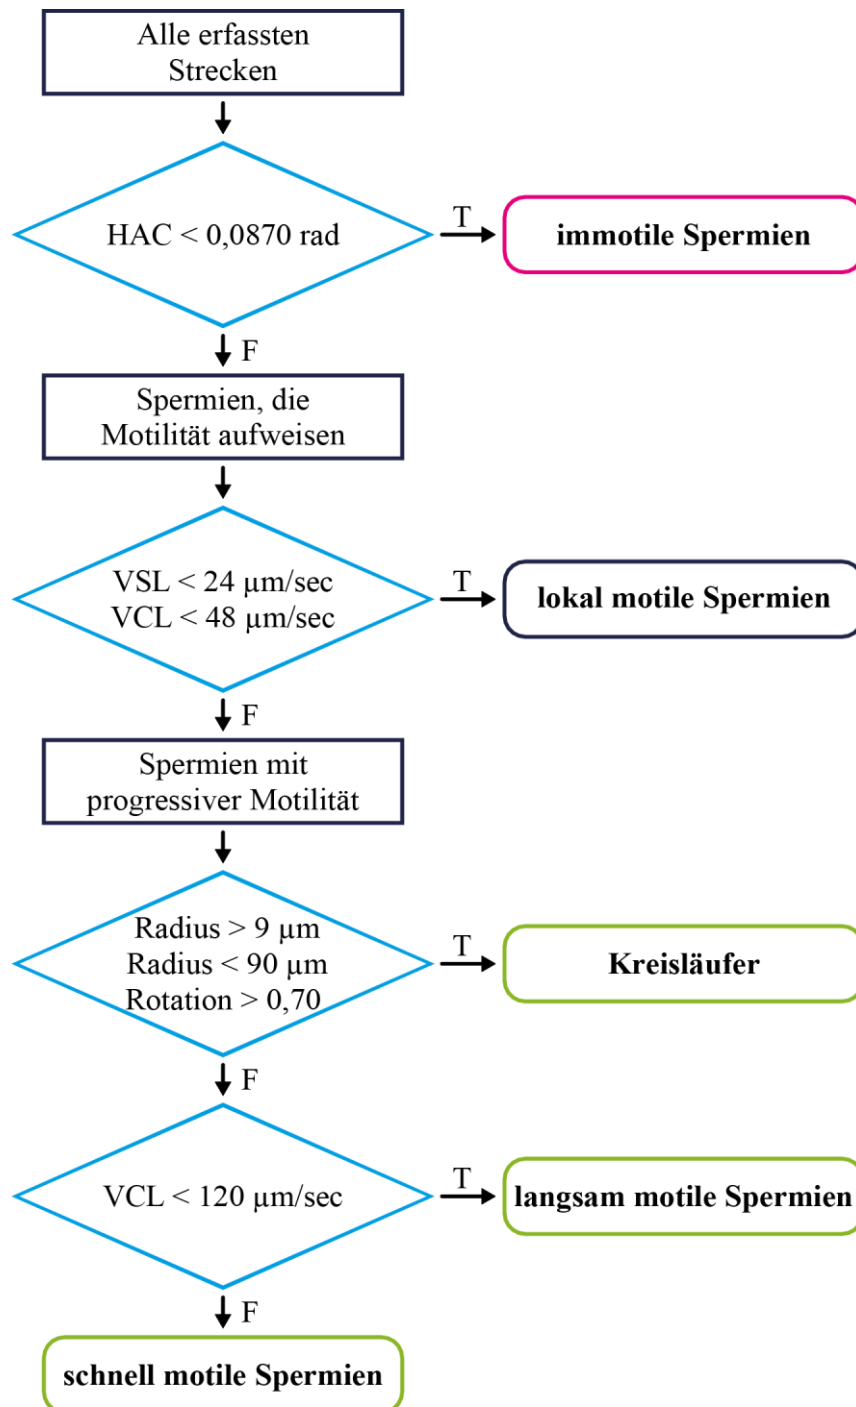 Alle erfassten
Strecken
HAC < 0,0870 rad
T
immotile Spermien
F
Spermien, die
Motilität aufweisen
VSL < 24 µm/sec
VCL < 48 µm/sec
T
lokal motile Spermien
F
Spermien mit
progressiver Motilität
Radius > 9 µm
Radius < 90 µm
Rotation > 0,70
T
Kreisläufer
F
VCL < 120 µm/sec
T
langsam motile Spermien
F
schnell motile Spermien